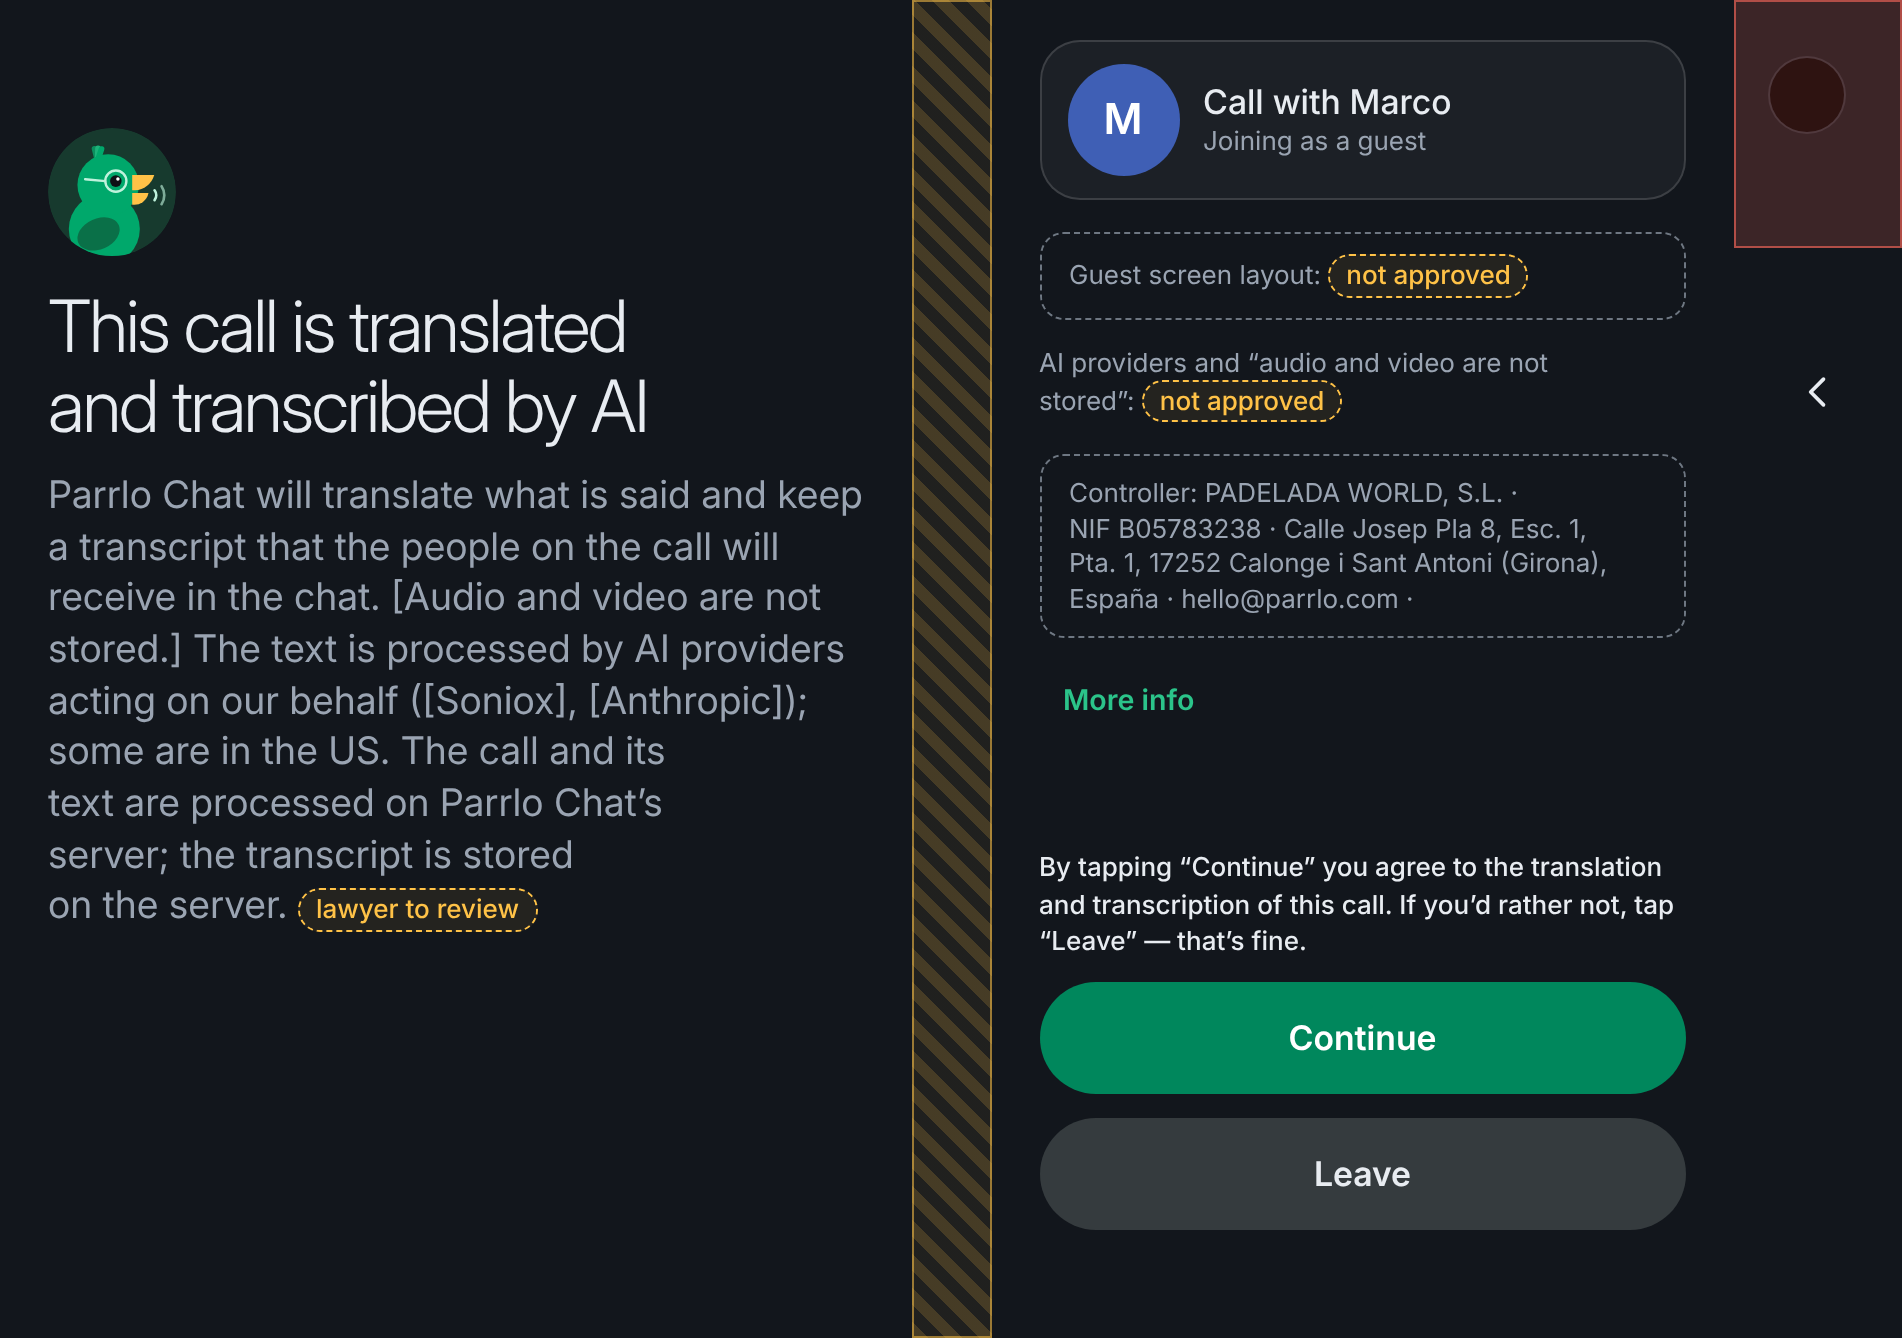 This call is translated
and transcribed by AI
Parrlo Chat will translate what is said and keep
a transcript that the people on the call will
receive in the chat. [Audio and video are not
stored.] The text is processed by AI providers
acting on our behalf ([Soniox], [Anthropic]);
some are in the US. The call and its
text are processed on Parrlo Chat’s
server; the transcript is stored
on the server. lawyer to review
M
Call with Marco
Joining as a guest
Guest screen layout: not approved
AI providers and “audio and video are not
stored”: not approved
Controller: PADELADA WORLD, S.L. ·
NIF B05783238 · Calle Josep Pla 8, Esc. 1,
Pta. 1, 17252 Calonge i Sant Antoni (Girona),
España · hello@parrlo.com ·
More info
By tapping “Continue” you agree to the translation
and transcription of this call. If you’d rather not, tap
“Leave” — that’s fine.
Continue
Leave